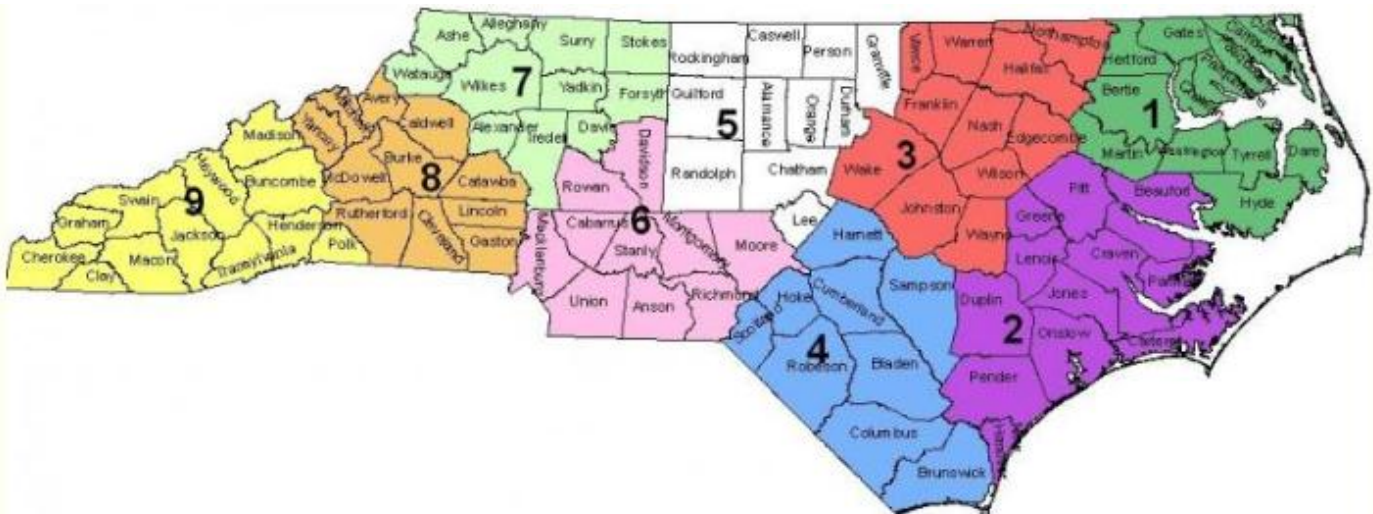 Ashe
Alleghany
Surry
Stokes
Rockingham
Caswell
Person
Granville
Vance
Warren
Northampton
Gates
Hertford
Halifax
Watauga
Wilkes
7
Yadkin
Forsyth
Guilford
5
Alamance
Orange
Durham
Franklin
Nash
Edgecombe
Bertie
1
Avery
Caldwell
Alexander
Iredell
Davie
Davidson
Randolph
Chatham
Wake
3
Wilson
Martin
Washington
Tyrrell
Dare
Madison
Yancey
Burke
McDowell
8
Catawba
Rowan
Johnston
Pitt
Beaufort
Hyde
Haywood
Buncombe
Swain
9
Graham
Jackson
Henderson
Rutherford
Polk
Cleveland
Lincoln
Gaston
Mecklenburg
Cabarrus
6
Stanly
Montgomery
Moore
Lee
Harnett
Wayne
Greene
Lenoir
Craven
Cherokee
Clay
Macon
Transylvania
Union
Anson
Richmond
Scotland
Hoke
Cumberland
Sampson
Duplin
Jones
2
Onslow
Carteret
4
Robeson
Bladen
Pender
Columbus
Brunswick